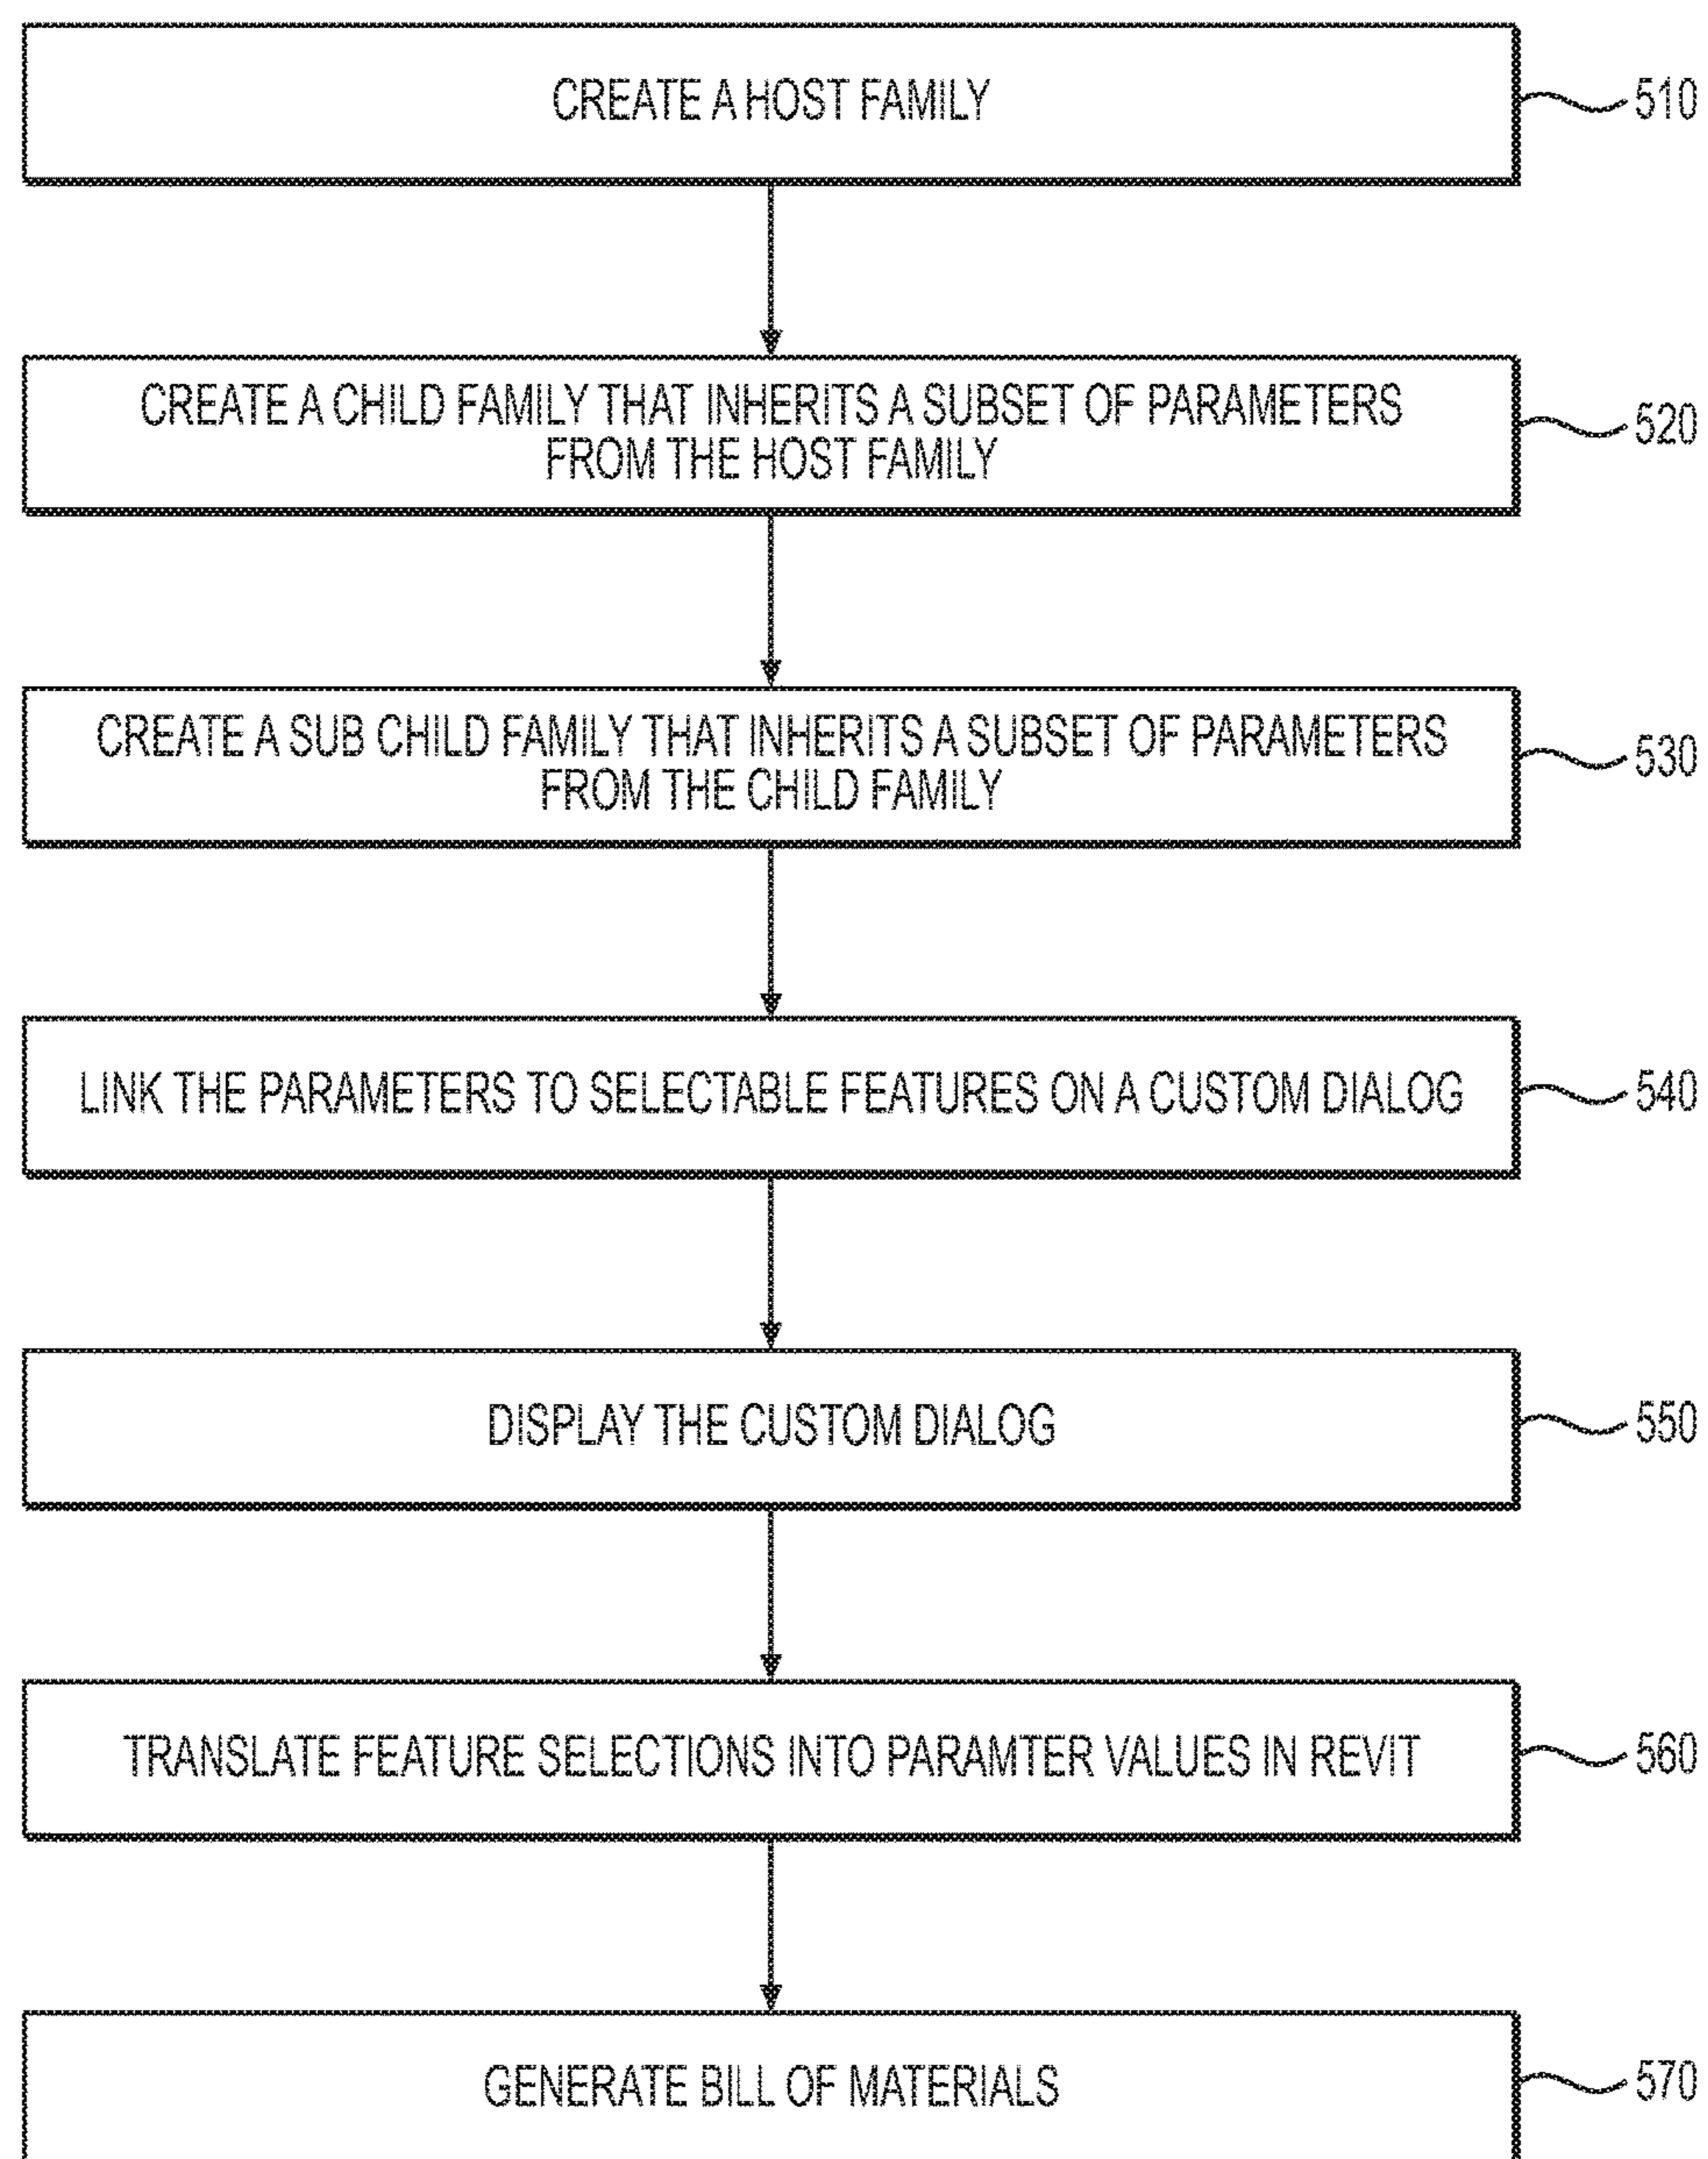 CREATE A HOST FAMILY
510
CREATE A CHILD FAMILY THAT INHERITS A SUBSET OF PARAMETERS
FROM THE HOST FAMILY
520
CREATE A SUB CHILD FAMILY THAT INHERITS A SUBSET OF PARAMETERS
FROM THE CHILD FAMILY
530
LINK THE PARAMETERS TO SELECTABLE FEATURES ON A CUSTOM DIALOG
540
DISPLAY THE CUSTOM DIALOG
550
TRANSLATE FEATURE SELECTIONS INTO PARAMTER VALUES IN REVIT
560
GENERATE BILL OF MATERIALS
570